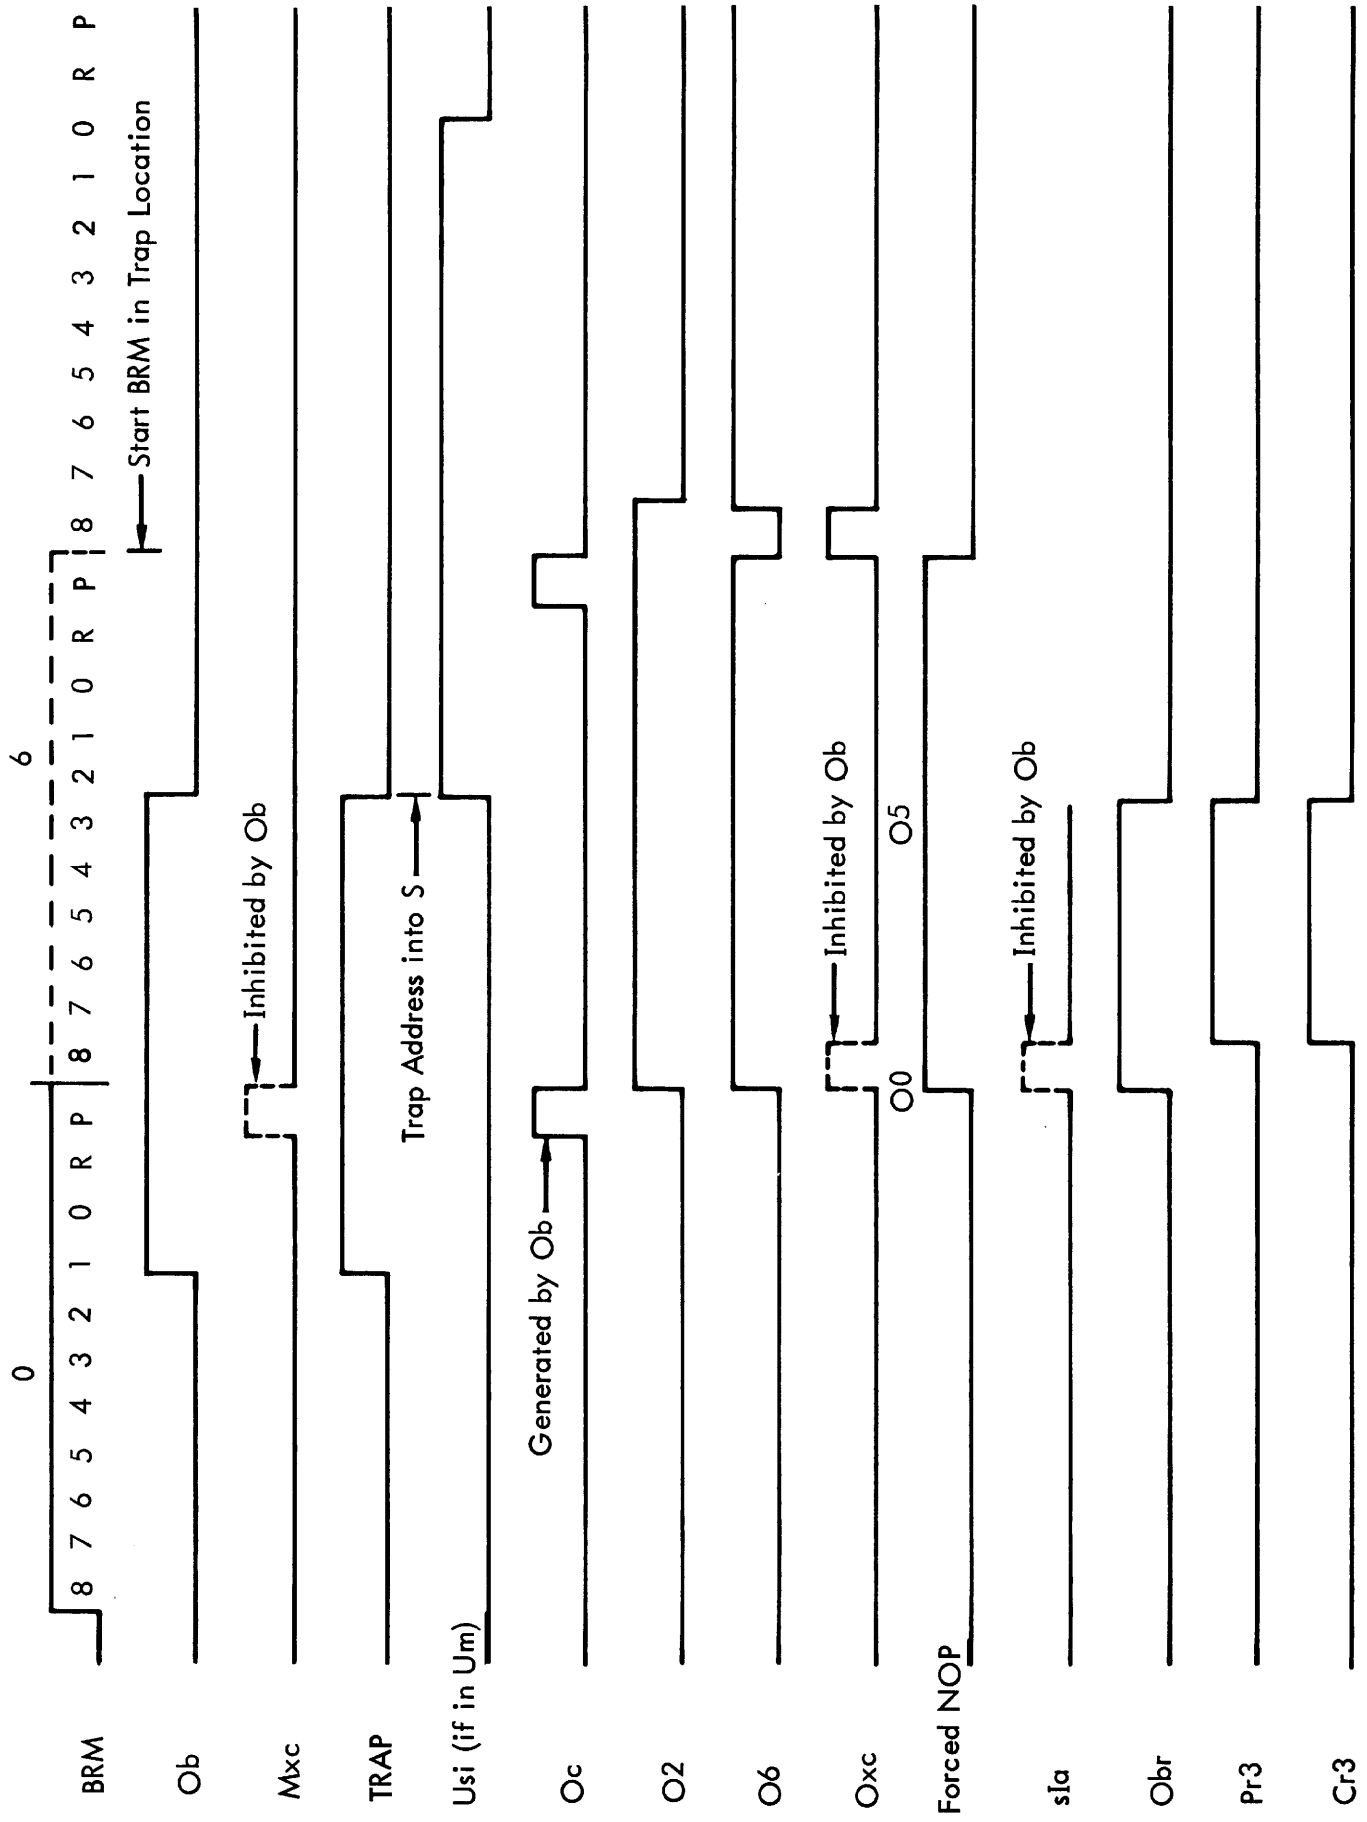 0 6
BRM 8 7 6 5 4 3 2 1 0 R P 8 7 6 5 4 3 2 1 0 R P 8 7 6 5 4 3 2 1 0 R P
Start BRM in Trap Location
Ob
Mxc
Inhibited by Ob
TRAP
Trap Address into S
Usi (if in Um)
Generated by Ob
Oc
O2
O6
Inhibited by Ob
Oxc
O0 O5
Forced NOP
Inhibited by Ob
sIa
Obr
Pr3
Cr3